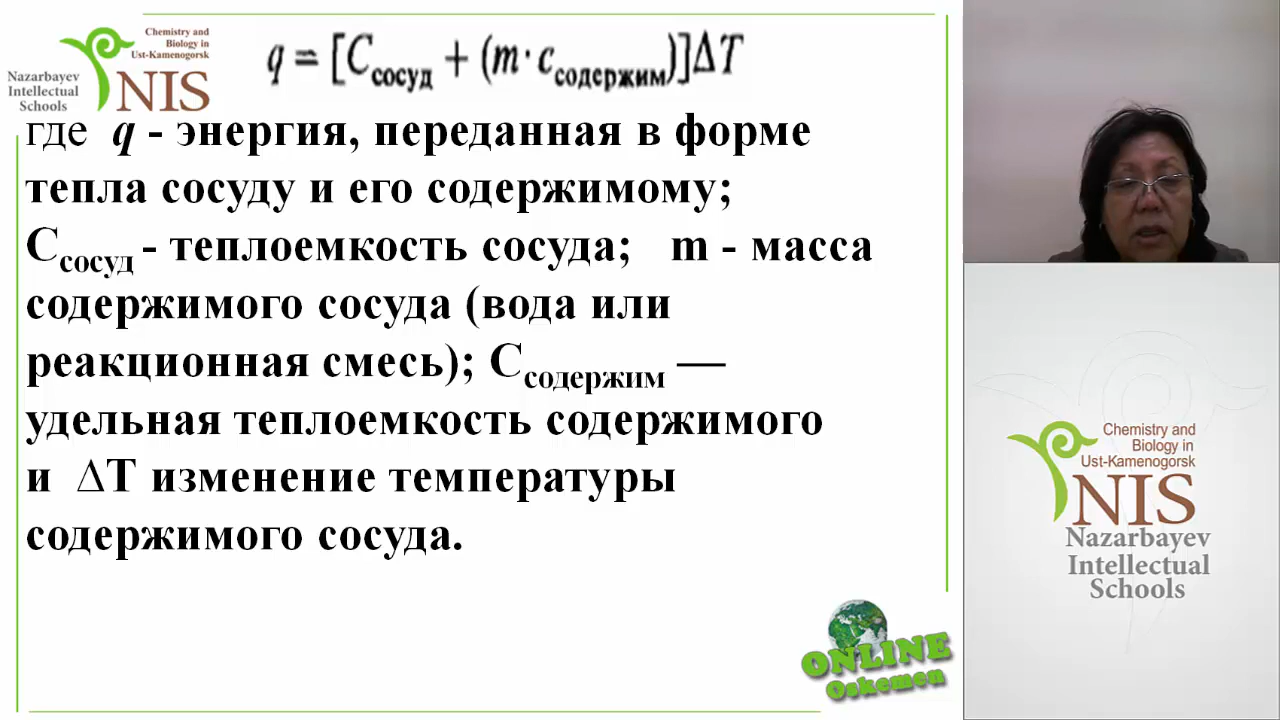 Chemistry and
Biology in
Ust-Kamenogorsk
Nazarbayev
Intellectual
Schools
NIS
q = [Cсосуд + (m·cсодержим)]ΔT
где q - энергия, переданная в форме
тепла сосуду и его содержимому;
Cсосуд - теплоемкость сосуда; m - масса
содержимого сосуда (вода или
реакционная смесь); Ссодержим —
удельная теплоемкость содержимого
и ΔТ изменение температуры
содержимого сосуда.
Chemistry and
Biology in
Ust-Kamenogorsk
NIS
Nazarbayev
Intellectual
Schools
ONLINE
Oskemen